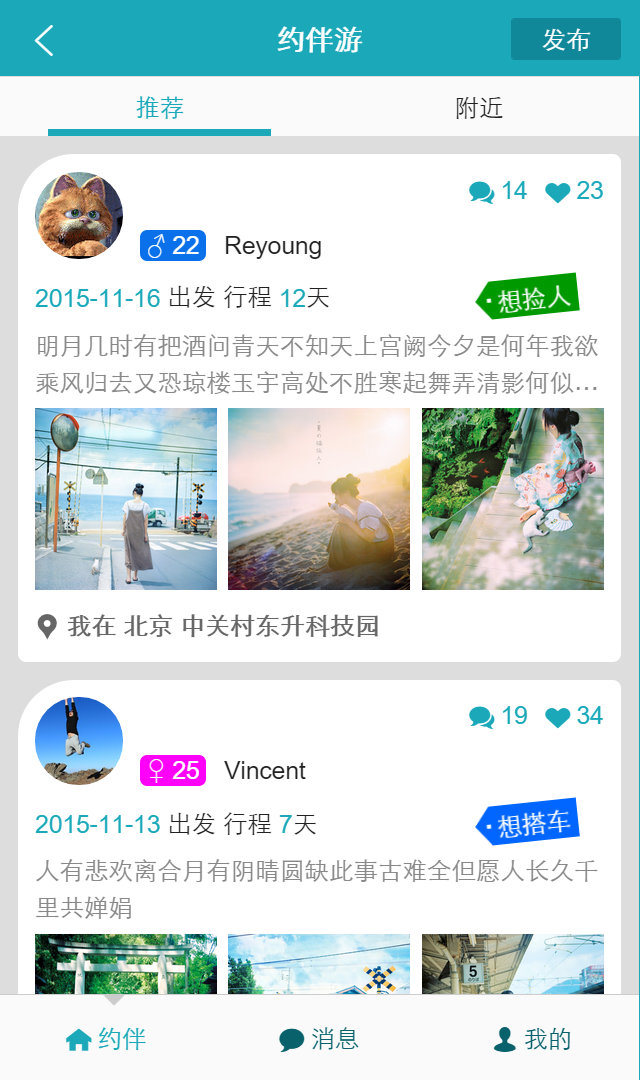 约伴游
发布
推荐
附近
14
23
22
Reyoung
2015-11-16 出发 行程 12天
想捡人
明月几时有把酒问青天不知天上宫阙今夕是何年我欲
乘风归去又恐琼楼玉宇高处不胜寒起舞弄清影何似…
我在 北京 中关村东升科技园
19
34
25
Vincent
2015-11-13 出发 行程 7天
想搭车
人有悲欢离合月有阴晴圆缺此事古难全但愿人长久千
里共婵娟
5
约伴
消息
我的